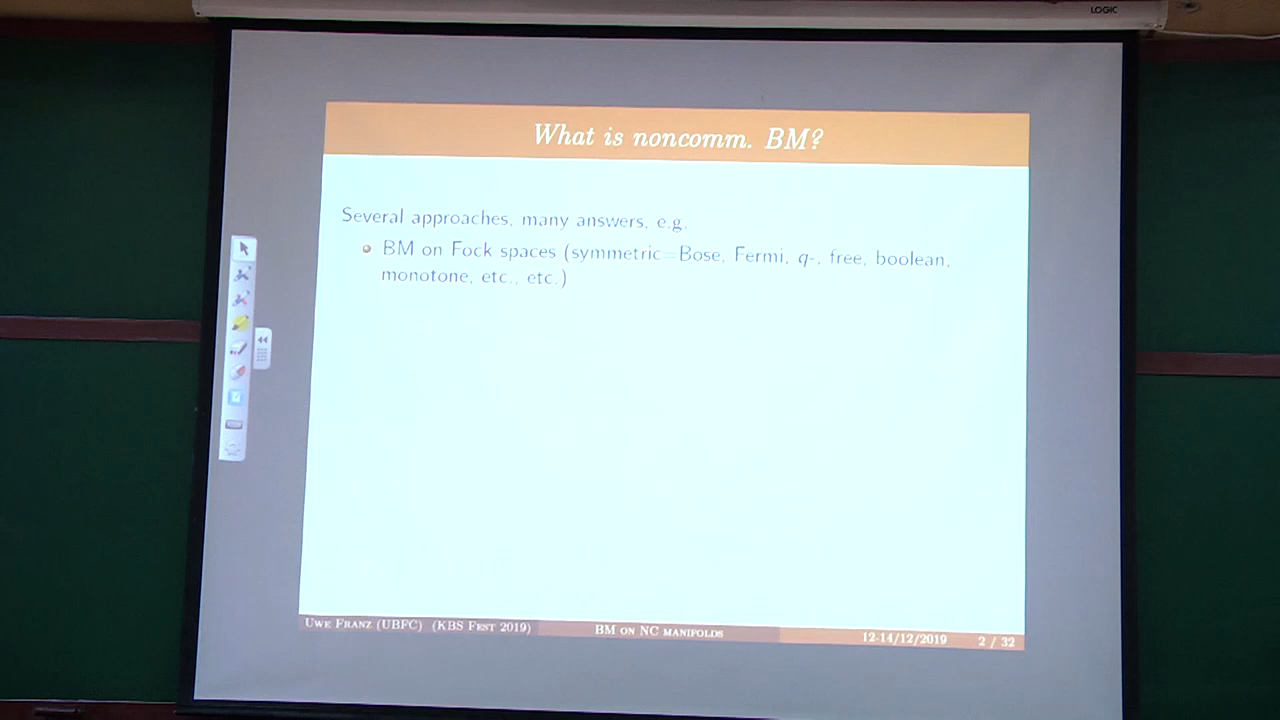 LOGIC
What is noncomm. BM?
Several approaches, many answers, e.g.
BM on Fock spaces (symmetric=Bose, Fermi, q-, free, boolean,
monotone, etc., etc.)
UWE FRANZ (UBFC) (KBS FEST 2019) BM ON NC MANIFOLDS 12-14/12/2019 2 / 32